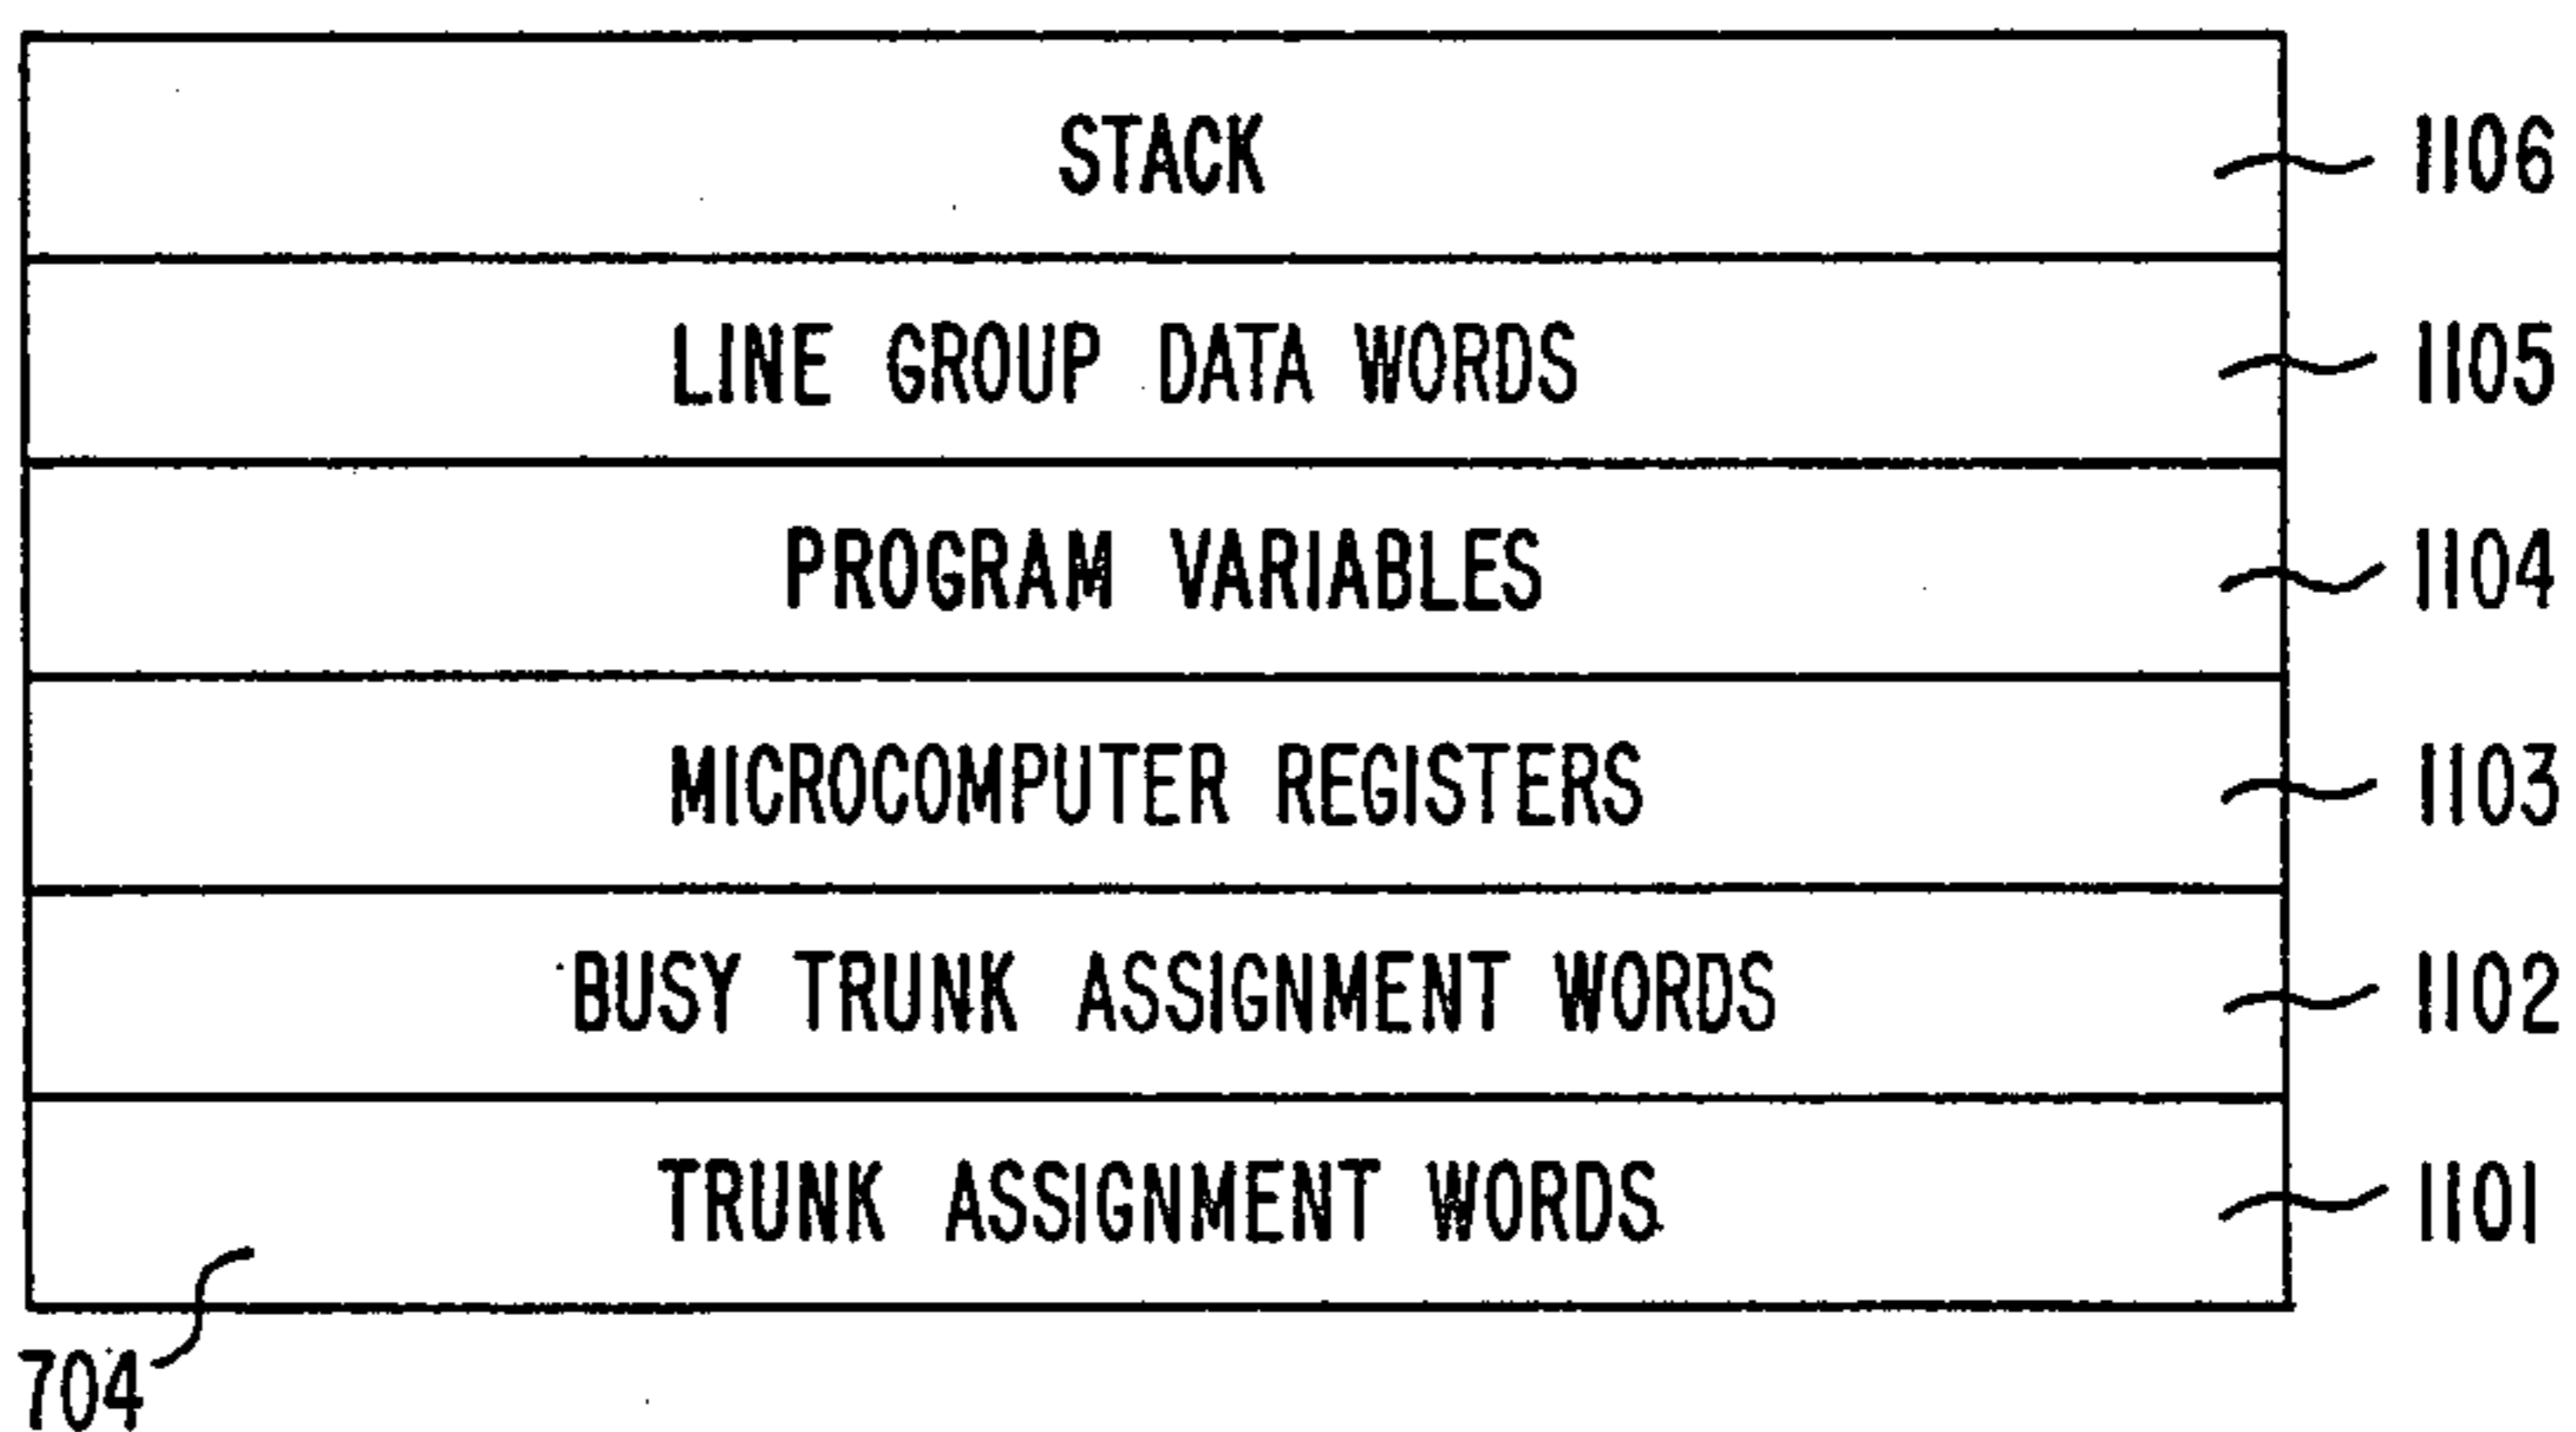 STACK 1106
LINE GROUP DATA WORDS 1105
PROGRAM VARIABLES 1104
MICROCOMPUTER REGISTERS 1103
BUSY TRUNK ASSIGNMENT WORDS 1102
TRUNK ASSIGNMENT WORDS 1101
704